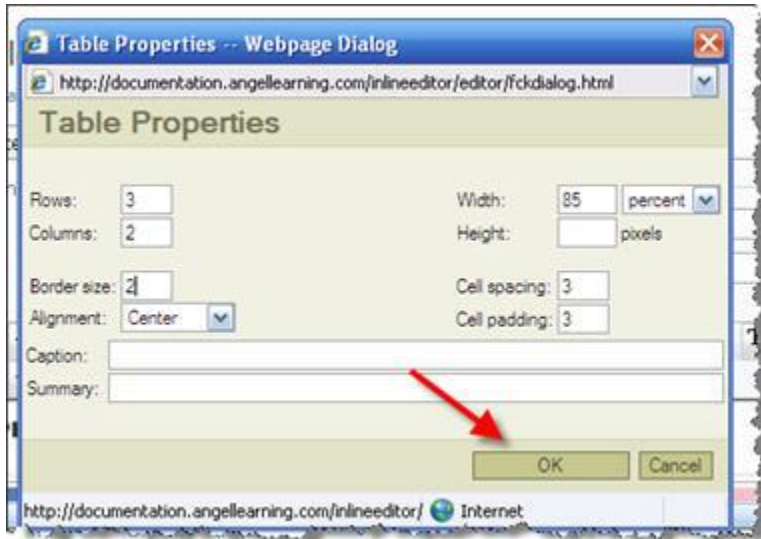 Table Properties -- Webpage Dialog
http://documentation.angellearning.com/inlineeditor/editor/fckdialog.html
Table Properties
Rows: 3 Width: 85 percent
Columns: 2 Height: pixels
Border size: 2 Cell spacing: 3
Alignment: Center Cell padding: 3
Caption:
Summary:
OK Cancel
http://documentation.angellearning.com/inlineeditor/ Internet